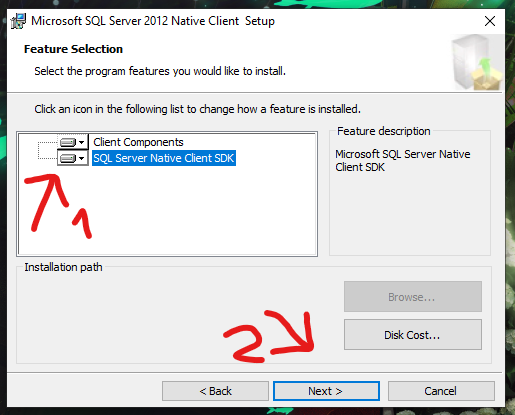 Microsoft SQL Server 2012 Native Client  Setup
Feature Selection
Select the program features you would like to install.
Click an icon in the following list to change how a feature is installed.
Client Components
SQL Server Native Client SDK
Feature description
Microsoft SQL Server Native
Client SDK
1
Installation path
Browse...
2
Disk Cost...
< Back
Next >
Cancel